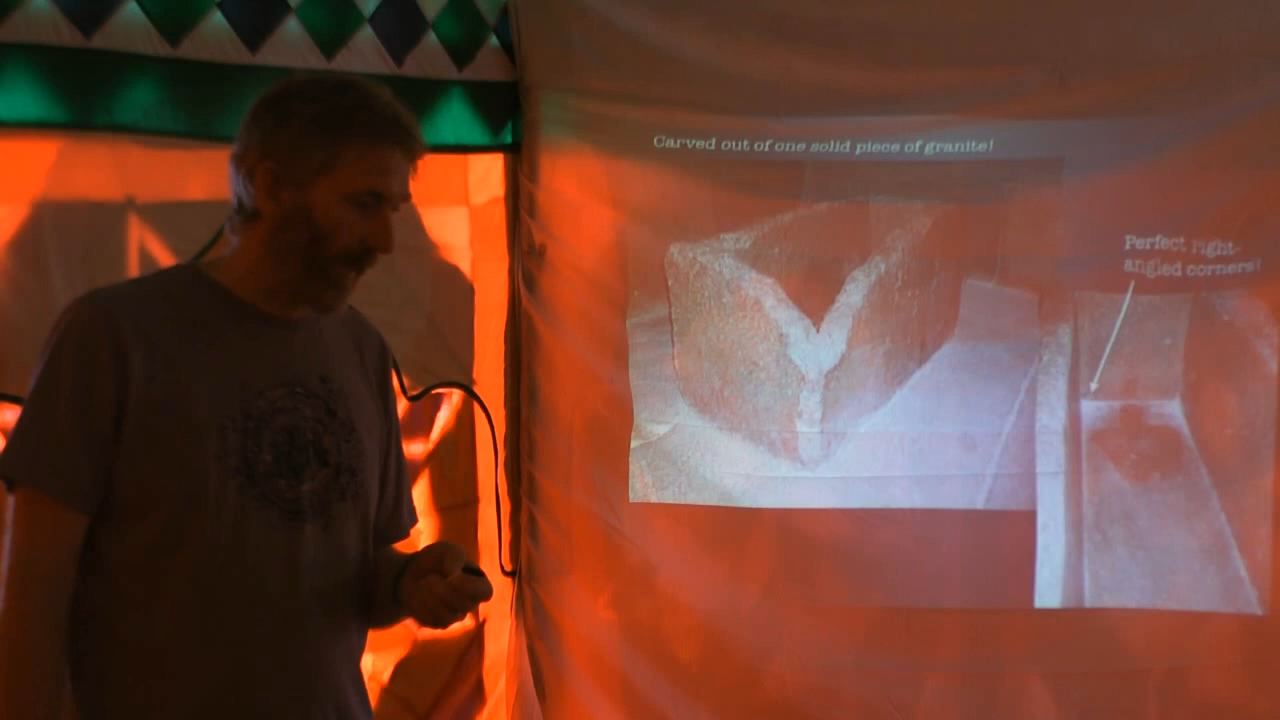 Carved out of one solid piece of granite!
Perfect right-
angled corners!